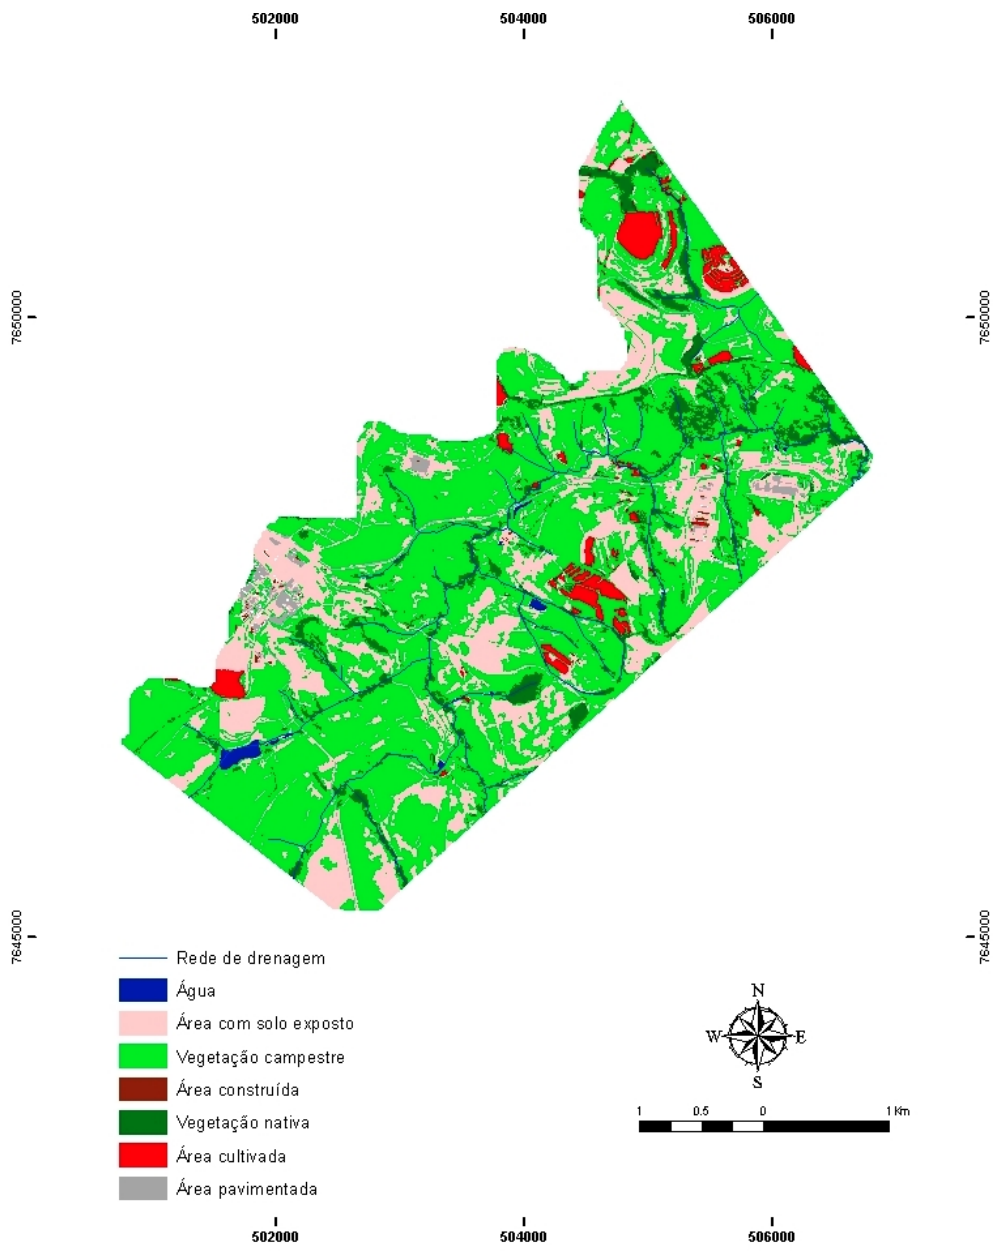 502000 504000 506000
7650000 7650000
7645000 7645000
Rede de drenagem
Água
Área com solo exposto
Vegetação campestre
Área construída
Vegetação nativa
Área cultivada
Área pavimentada
N
W E
S
1 0.5 0 1 Km
502000 504000 506000